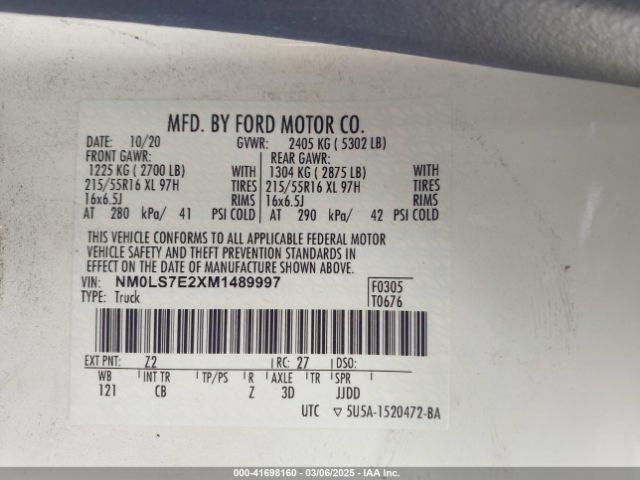 MFD. BY FORD MOTOR CO.
DATE: 10/20 GVWR: 2405 KG ( 5302 LB)
FRONT GAWR: REAR GAWR:
1225 KG ( 2700 LB) WITH 1304 KG ( 2875 LB) WITH
215/55R16 XL 97H TIRES 215/55R16 XL 97H TIRES
16x6.5J RIMS 16x6.5J RIMS
AT 280 kPa/ 41 PSI COLD AT 290 kPa/ 42 PSI COLD
THIS VEHICLE CONFORMS TO ALL APPLICABLE FEDERAL MOTOR
VEHICLE SAFETY AND THEFT PREVENTION STANDARDS IN
EFFECT ON THE DATE OF MANUFACTURE SHOWN ABOVE.
VIN: NM0LS7E2XM1489997 F0305
TYPE: Truck T0676
EXT PNT: Z2 RC: 27 DSO:
WB INT TR TP/PS R AXLE TR SPR
121 CB Z 3D JJDD
UTC ▽ 5U5A-1520472-BA
000-41698160 | 03/06/2025 - IAA Inc.